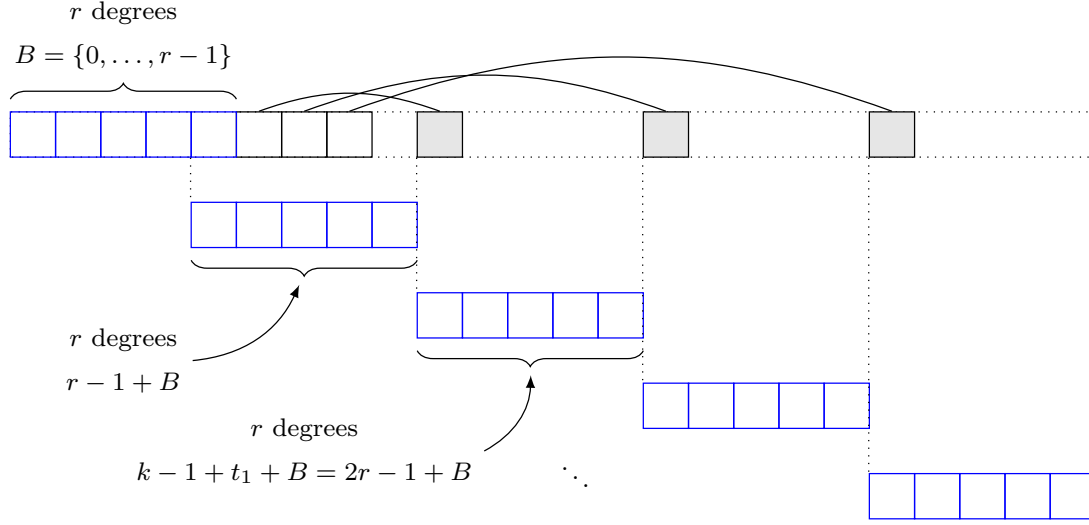 r degrees
B = {0, . . . , r − 1}
r degrees
r − 1 + B
r degrees
k − 1 + t₁ + B = 2r − 1 + B
⋱